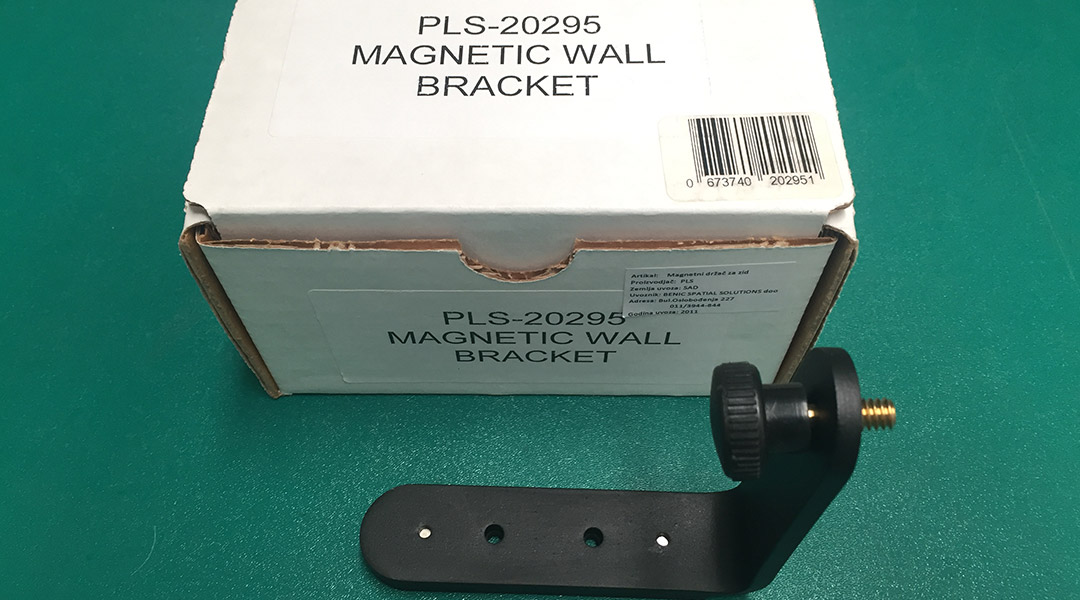 PLS-20295
MAGNETIC WALL
BRACKET
0 673740 202951
Artikal: Magnetni držač za zid
Proizvodjač: PLS
Zemlja uvoza: SAD
Uvoznik: BENIC SPATIAL SOLUTIONS doo
Adresa: Bul.Oslobođenja 227
011/3944-844
Godina uvoza: 2011
PLS-20295
MAGNETIC WALL
BRACKET